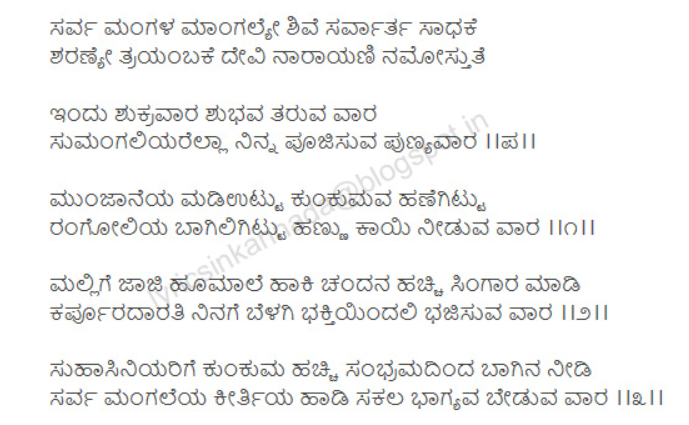 ಸರ್ವ ಮಂಗಳ ಮಾಂಗಲ್ಯೇ ಶಿವೆ ಸರ್ವಾರ್ತ ಸಾಧಕೆ
ಶರಣ್ಯೇ ತ್ರಯಂಬಕೆ ದೇವಿ ನಾರಾಯಣಿ ನಮೋಸ್ತುತೆ
ಇಂದು ಶುಕ್ರವಾರ ಶುಭವ ತರುವ ವಾರ
ಸುಮಂಗಲಿಯರೆಲ್ಲಾ ನಿನ್ನ ಪೂಜಿಸುವ ಪುಣ್ಯವಾರ ।।ಪ।।
ಮುಂಜಾನೆಯ ಮಡಿಉಟ್ಟು ಕುಂಕುಮವ ಹಣೆಗಿಟ್ಟು
ರಂಗೋಲಿಯ ಬಾಗಿಲಿಗಿಟ್ಟು ಹಣ್ಣು ಕಾಯಿ ನೀಡುವ ವಾರ ।।೧।।
ಮಲ್ಲಿಗೆ ಜಾಜಿ ಹೂಮಾಲೆ ಹಾಕಿ ಚಂದನ ಹಚ್ಚಿ ಸಿಂಗಾರ ಮಾಡಿ
ಕರ್ಪೂರದಾರತಿ ನಿನಗೆ ಬೆಳಗಿ ಭಕ್ತಿಯಿಂದಲಿ ಭಜಿಸುವ ವಾರ ।।೨।।
ಸುಹಾಸಿನಿಯರಿಗೆ ಕುಂಕುಮ ಹಚ್ಚಿ ಸಂಭ್ರಮದಿಂದ ಬಾಗಿನ ನೀಡಿ
ಸರ್ವ ಮಂಗಲೆಯ ಕೀರ್ತಿಯ ಹಾಡಿ ಸಕಲ ಭಾಗ್ಯವ ಬೇಡುವ ವಾರ ।।೩।।
lyricsinkannada@blogspot.in